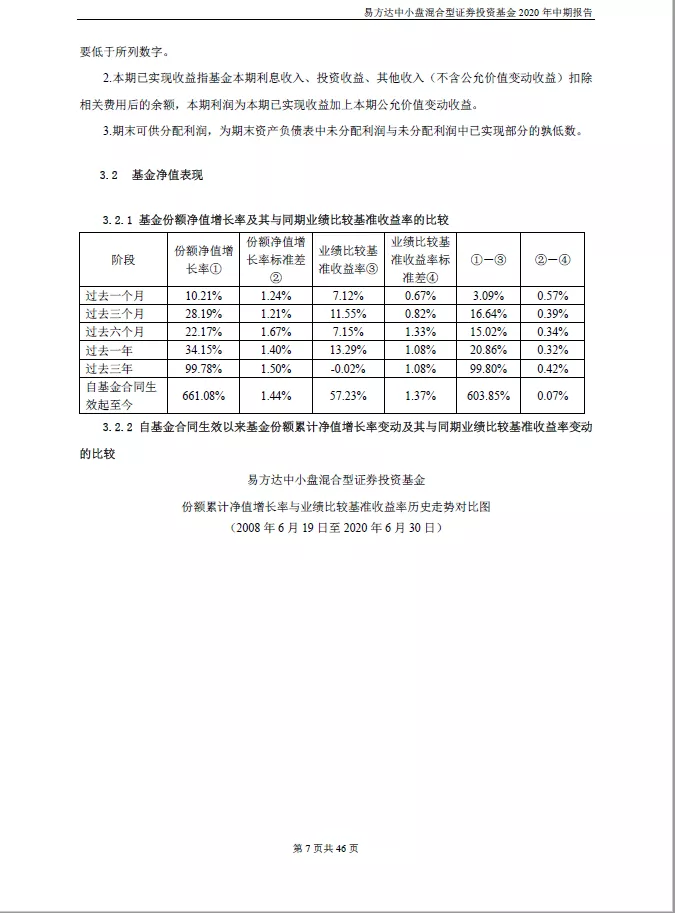 易方达中小盘混合型证券投资基金 2020 年中期报告
要低于所列数字。
2.本期已实现收益指基金本期利息收入、投资收益、其他收入（不含公允价值变动收益）扣除
相关费用后的余额，本期利润为本期已实现收益加上本期公允价值变动收益。
3.期末可供分配利润，为期末资产负债表中未分配利润与未分配利润中已实现部分的孰低数。
3.2 基金净值表现
3.2.1 基金份额净值增长率及其与同期业绩比较基准收益率的比较
阶段 份额净值增长率① 份额净值增长率标准差② 业绩比较基准收益率③ 业绩比较基准收益率标准差④ ①－③ ②－④
过去一个月 10.21% 1.24% 7.12% 0.67% 3.09% 0.57%
过去三个月 28.19% 1.21% 11.55% 0.82% 16.64% 0.39%
过去六个月 22.17% 1.67% 7.15% 1.33% 15.02% 0.34%
过去一年 34.15% 1.40% 13.29% 1.08% 20.86% 0.32%
过去三年 99.78% 1.50% -0.02% 1.08% 99.80% 0.42%
自基金合同生效起至今 661.08% 1.44% 57.23% 1.37% 603.85% 0.07%
3.2.2 自基金合同生效以来基金份额累计净值增长率变动及其与同期业绩比较基准收益率变动
的比较
易方达中小盘混合型证券投资基金
份额累计净值增长率与业绩比较基准收益率历史走势对比图
（2008 年 6 月 19 日至 2020 年 6 月 30 日）
第 7 页共 46 页